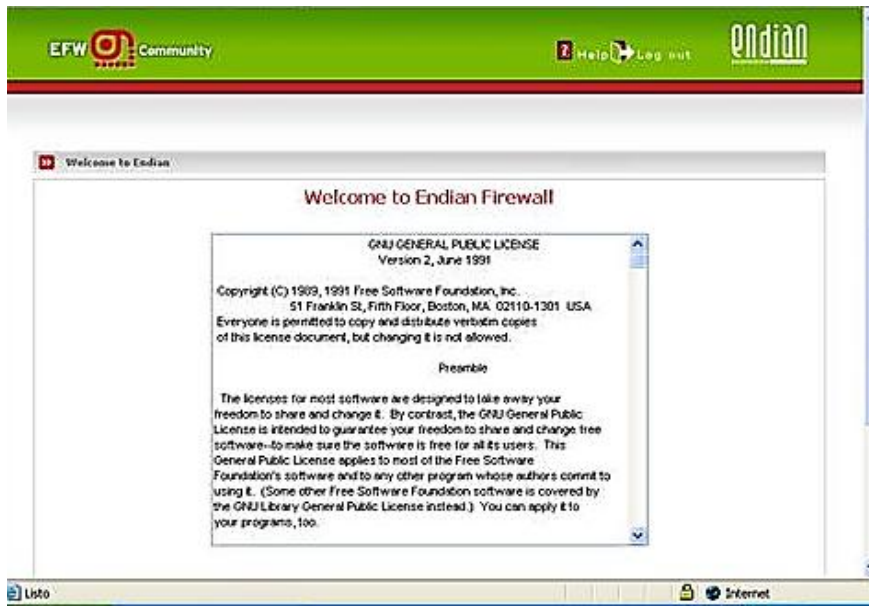 EFW Community
Help Log out
endian
Welcome to Endian
Welcome to Endian Firewall
GNU GENERAL PUBLIC LICENSE
Version 2, June 1991
Copyright (C) 1989, 1991 Free Software Foundation, Inc.
51 Franklin St, Fifth Floor, Boston, MA 02110-1301 USA
Everyone is permitted to copy and distribute verbatim copies
of this license document, but changing it is not allowed.
Preamble
The licenses for most software are designed to take away your
freedom to share and change it. By contrast, the GNU General Public
License is intended to guarantee your freedom to share and change free
software--to make sure the software is free for all its users. This
General Public License applies to most of the Free Software
Foundation's software and to any other program whose authors commit to
using it. (Some other Free Software Foundation software is covered by
the GNU Library General Public License instead.) You can apply it to
your programs, too.
Listo
Internet